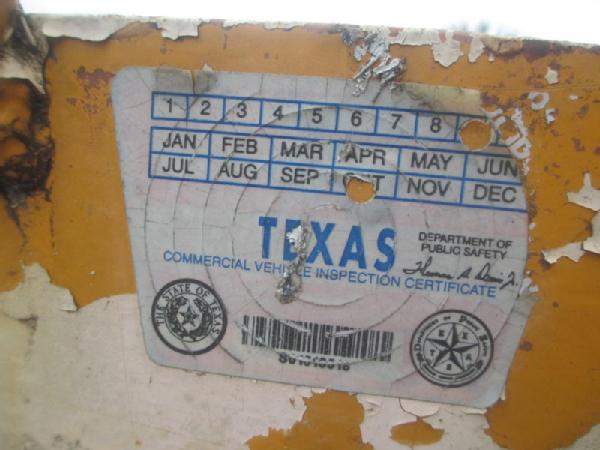 1 2 3 4 5 6 7 8
JAN FEB MAR APR MAY JUN
JUL AUG SEP NOV DEC
TEXAS
DEPARTMENT OF
PUBLIC SAFETY
COMMERCIAL VEHICLE INSPECTION CERTIFICATE
THE STATE OF TEXAS